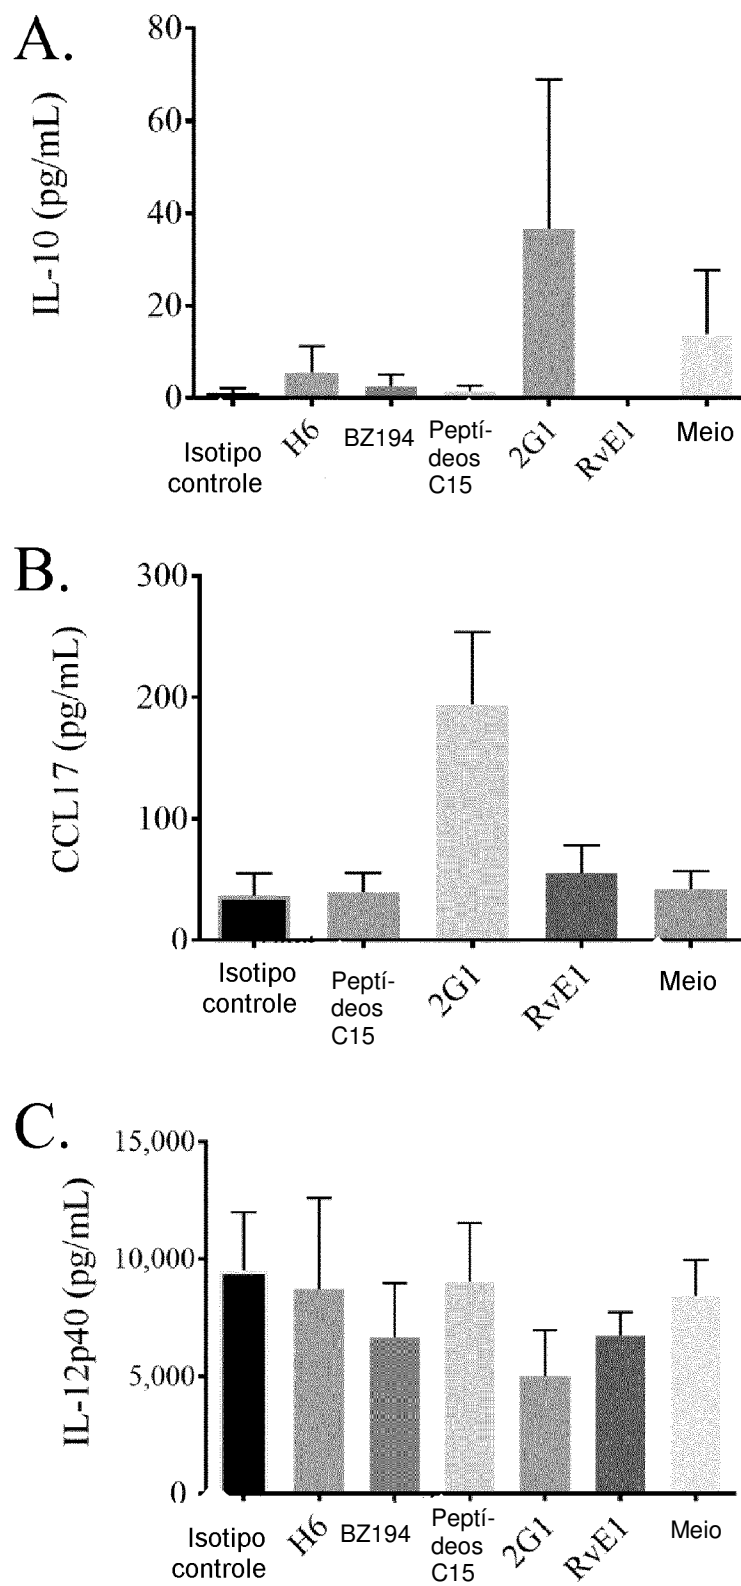 A.
IL-10 (pg/mL)
80
60
40
20
0
Isotipo
controle
H6
BZ194
Peptí-
deos
C15
2G1
RvE1
Meio
B.
CCL17 (pg/mL)
300
200
100
0
Isotipo
controle
Peptí-
deos
C15
2G1
RvE1
Meio
C.
IL-12p40 (pg/mL)
15,000
10,000
5,000
0
Isotipo
controle
H6
BZ194
Peptí-
deos
C15
2G1
RvE1
Meio